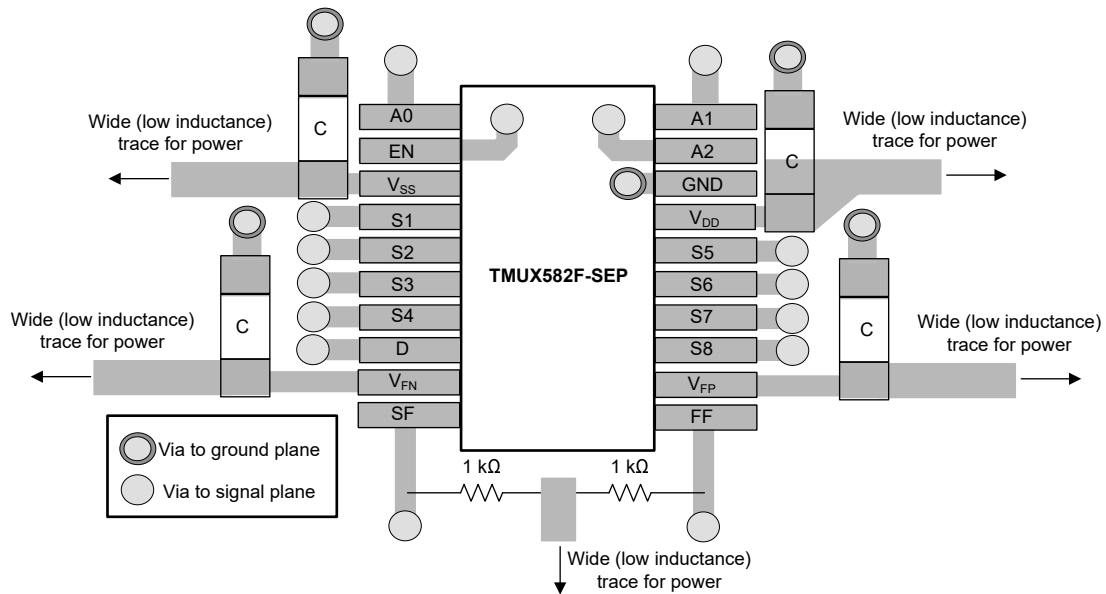 A0
A1
Wide (low inductance)
trace for power
C
Wide (low inductance)
trace for power
EN
A2
C
VSS
GND
S1
VDD
S2
S5
TMUX582F-SEP
S3
S6
S4
S7
Wide (low inductance)
trace for power
C
C
Wide (low inductance)
trace for power
D
S8
VFN
VFP
SF
FF
Via to ground plane
Via to signal plane
1 kΩ
1 kΩ
Wide (low inductance)
trace for power